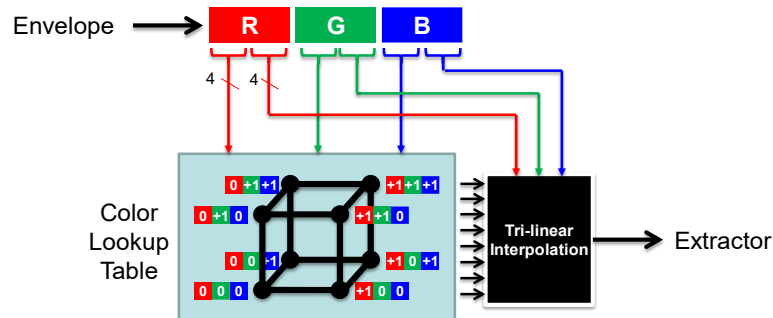 Envelope
R G B
4 4
0 +1 +1 +1 +1 +1
0 +1 0 +1 +1 0
Color
Lookup
Table
0 0 +1 +1 0 +1
0 0 0 +1 0 0
Tri-linear
Interpolation
Extractor